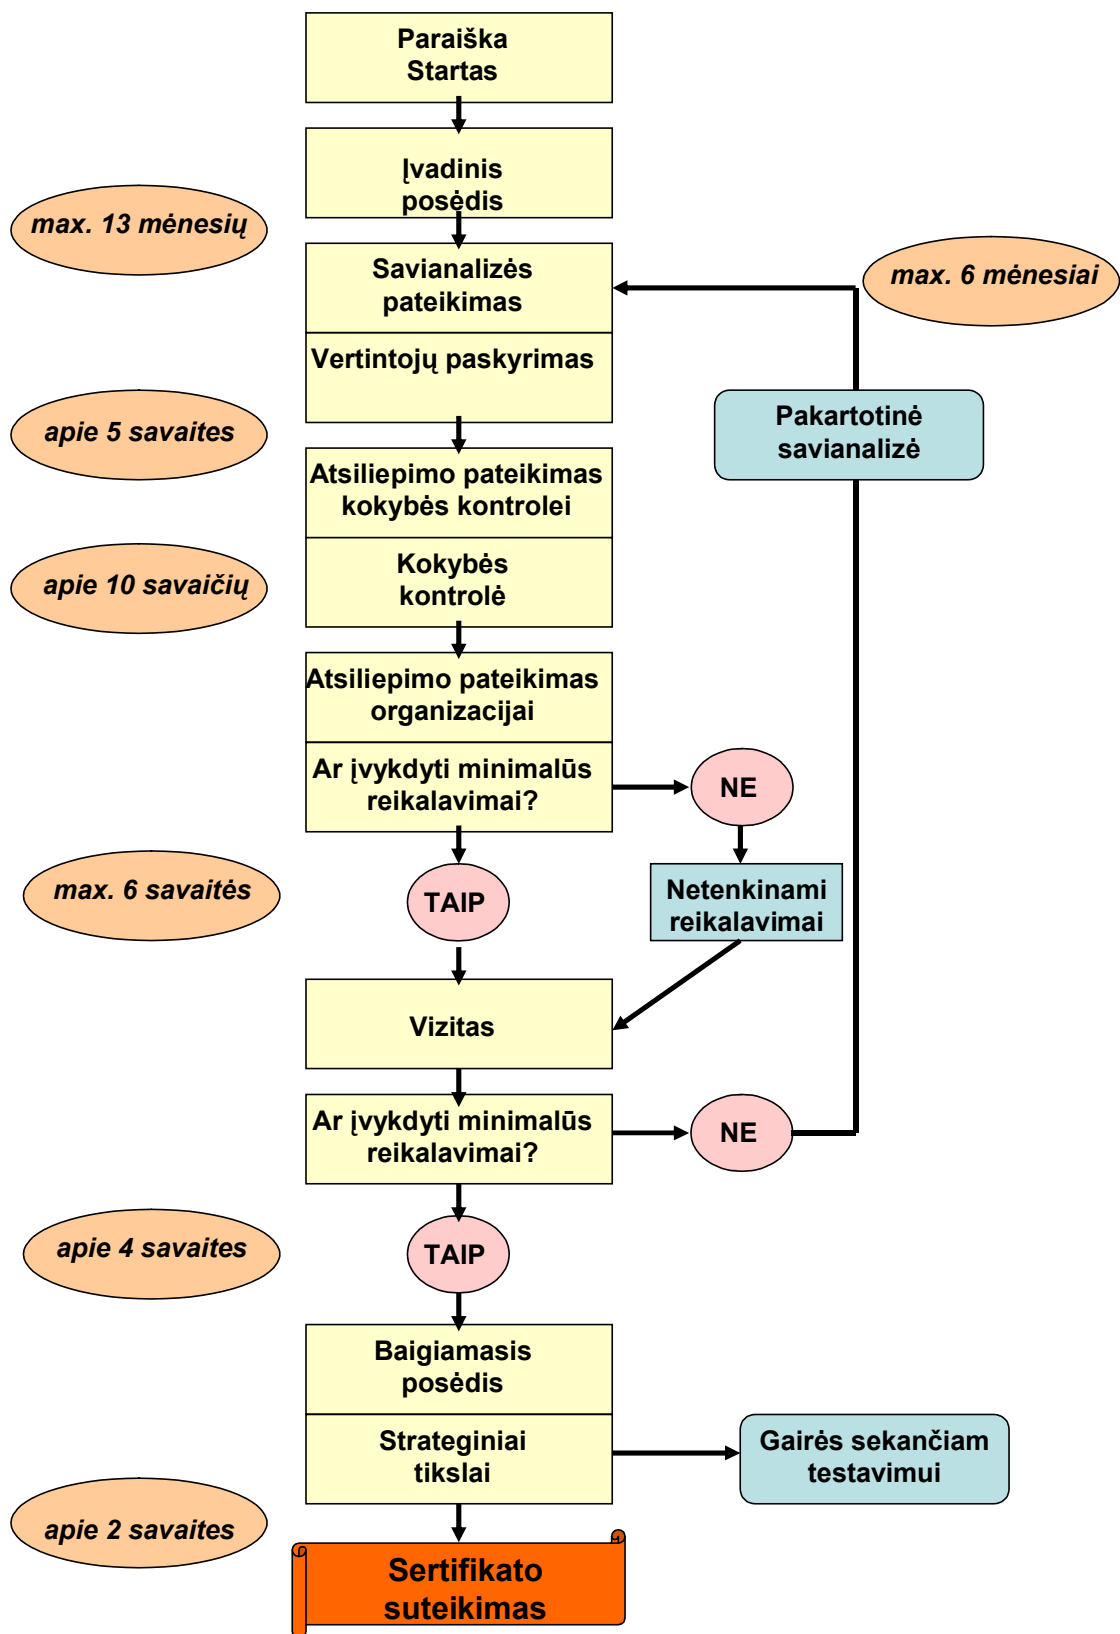 Paraiška
Startas
Įvadinis
posėdis
max. 13 mėnesių
Savianalizės
pateikimas
max. 6 mėnesiai
Vertintojų paskyrimas
apie 5 savaites
Pakartotinė
savianalizė
Atsiliepimo pateikimas
kokybės kontrolei
Kokybės
kontrolė
apie 10 savaičių
Atsiliepimo pateikimas
organizacijai
Ar įvykdyti minimalūs
reikalavimai?
NE
max. 6 savaitės
TAIP
Netenkinami
reikalavimai
Vizitas
Ar įvykdyti minimalūs
reikalavimai?
NE
apie 4 savaites
TAIP
Baigiamasis
posėdis
Strateginiai
tikslai
Gairės sekančiam
testavimui
apie 2 savaites
Sertifikato
suteikimas